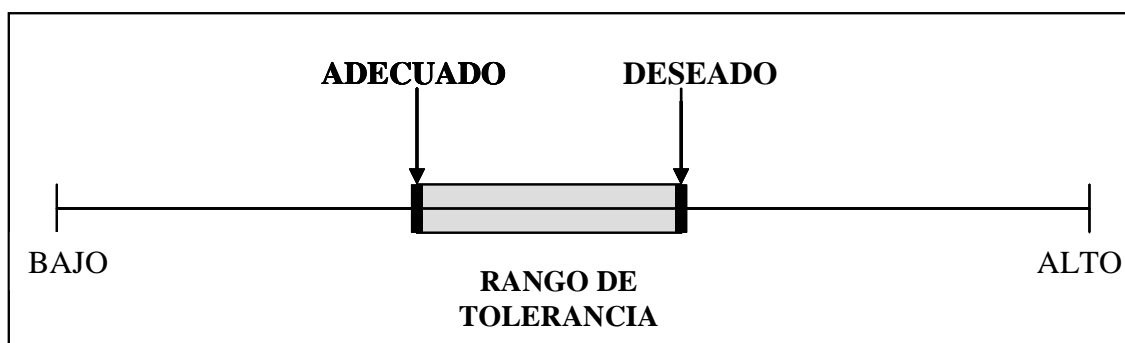 ADECUADO
DESEADO
BAJO
ALTO
RANGO DE
TOLERANCIA